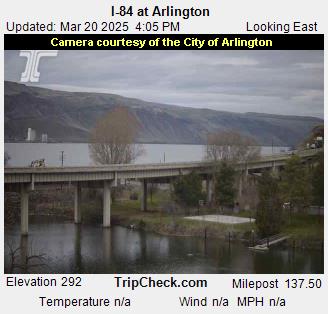 I-84 at Arlington
Updated: Mar 20 2025 4:05 PM Looking East
Camera courtesy of the City of Arlington
Elevation 292 TripCheck.com Milepost 137.50
Temperature n/a Wind n/a MPH n/a